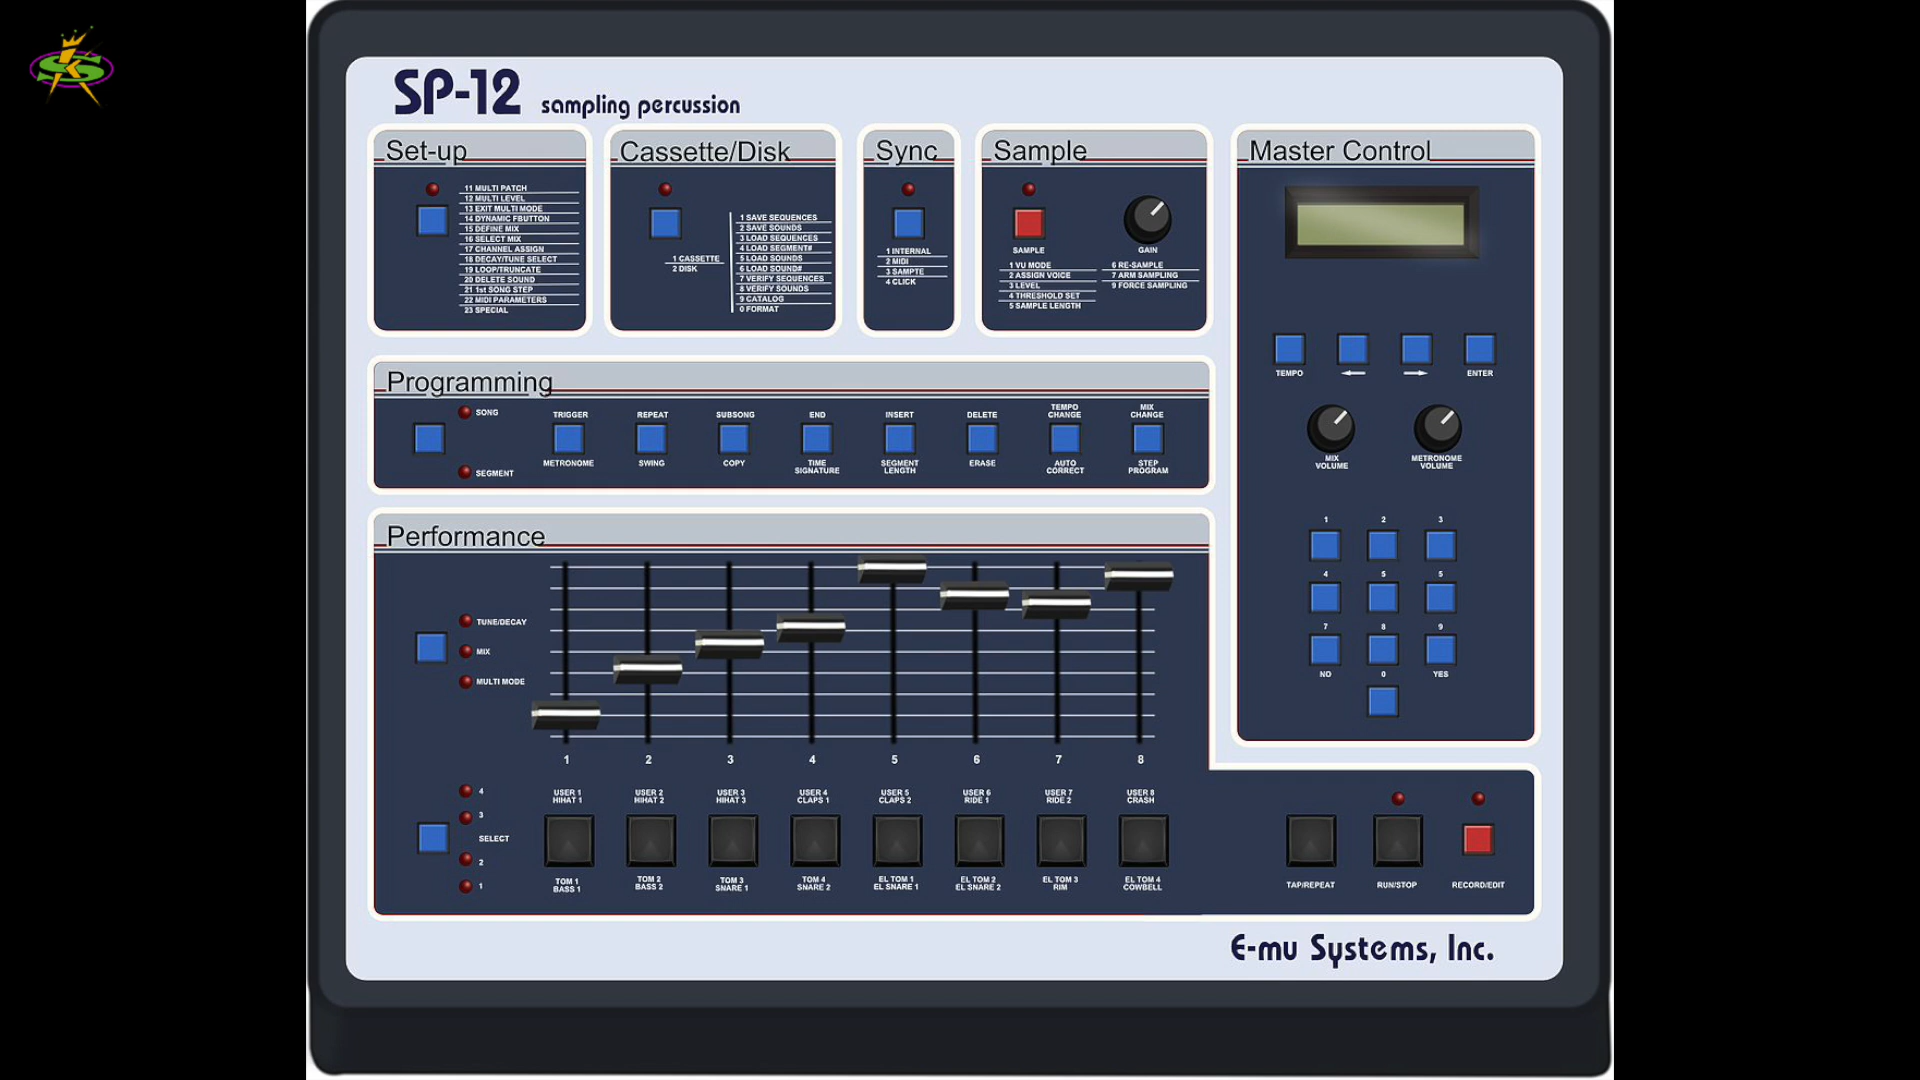 SP-12 sampling percussion
Set-up
11 MULTI PATCH
12 MULTI LEVEL
13 EXIT MULTI MODE
14 DYNAMIC FBUTTON
15 DEFINE MIX
16 SELECT MIX
17 CHANNEL ASSIGN
18 DECAY/TUNE SELECT
19 LOOP/TRUNCATE
20 DELETE SOUND
21 1st SONG STEP
22 MIDI PARAMETERS
23 SPECIAL
Cassette/Disk
1 CASSETTE
2 DISK
1 SAVE SEQUENCES
2 SAVE SOUNDS
3 LOAD SEQUENCES
4 LOAD SEGMENT#
5 LOAD SOUNDS
6 LOAD SOUND#
7 VERIFY SEQUENCES
8 VERIFY SOUNDS
9 CATALOG
0 FORMAT
Sync
1 INTERNAL
2 MIDI
3 SAMPTE
4 CLICK
Sample
SAMPLE
GAIN
1 VU MODE
2 ASSIGN VOICE
3 LEVEL
4 THRESHOLD SET
5 SAMPLE LENGTH
6 RE-SAMPLE
7 ARM SAMPLING
9 FORCE SAMPLING
Master Control
TEMPO
ENTER
MIX
VOLUME
METRONOME
VOLUME
1 2 3
4 5 5
7 8 9
NO 0 YES
Programming
SONG
SEGMENT
TRIGGER
METRONOME
REPEAT
SWING
SUBSONG
COPY
END
TIME
SIGNATURE
INSERT
SEGMENT
LENGTH
DELETE
ERASE
TEMPO
CHANGE
AUTO
CORRECT
MIX
CHANGE
STEP
PROGRAM
Performance
TUNE/DECAY
MIX
MULTI MODE
1 2 3 4 5 6 7 8
4
3
SELECT
2
1
USER 1
HIHAT 1
USER 2
HIHAT 2
USER 3
HIHAT 3
USER 4
CLAPS 1
USER 5
CLAPS 2
USER 6
RIDE 1
USER 7
RIDE 2
USER 8
CRASH
TOM 1
BASS 1
TOM 2
BASS 2
TOM 3
SNARE 1
TOM 4
SNARE 2
EL TOM 1
EL SNARE 1
EL TOM 2
EL SNARE 2
EL TOM 3
RIM
EL TOM 4
COWBELL
TAP/REPEAT
RUN/STOP
RECORD/EDIT
E-mu Systems, Inc.